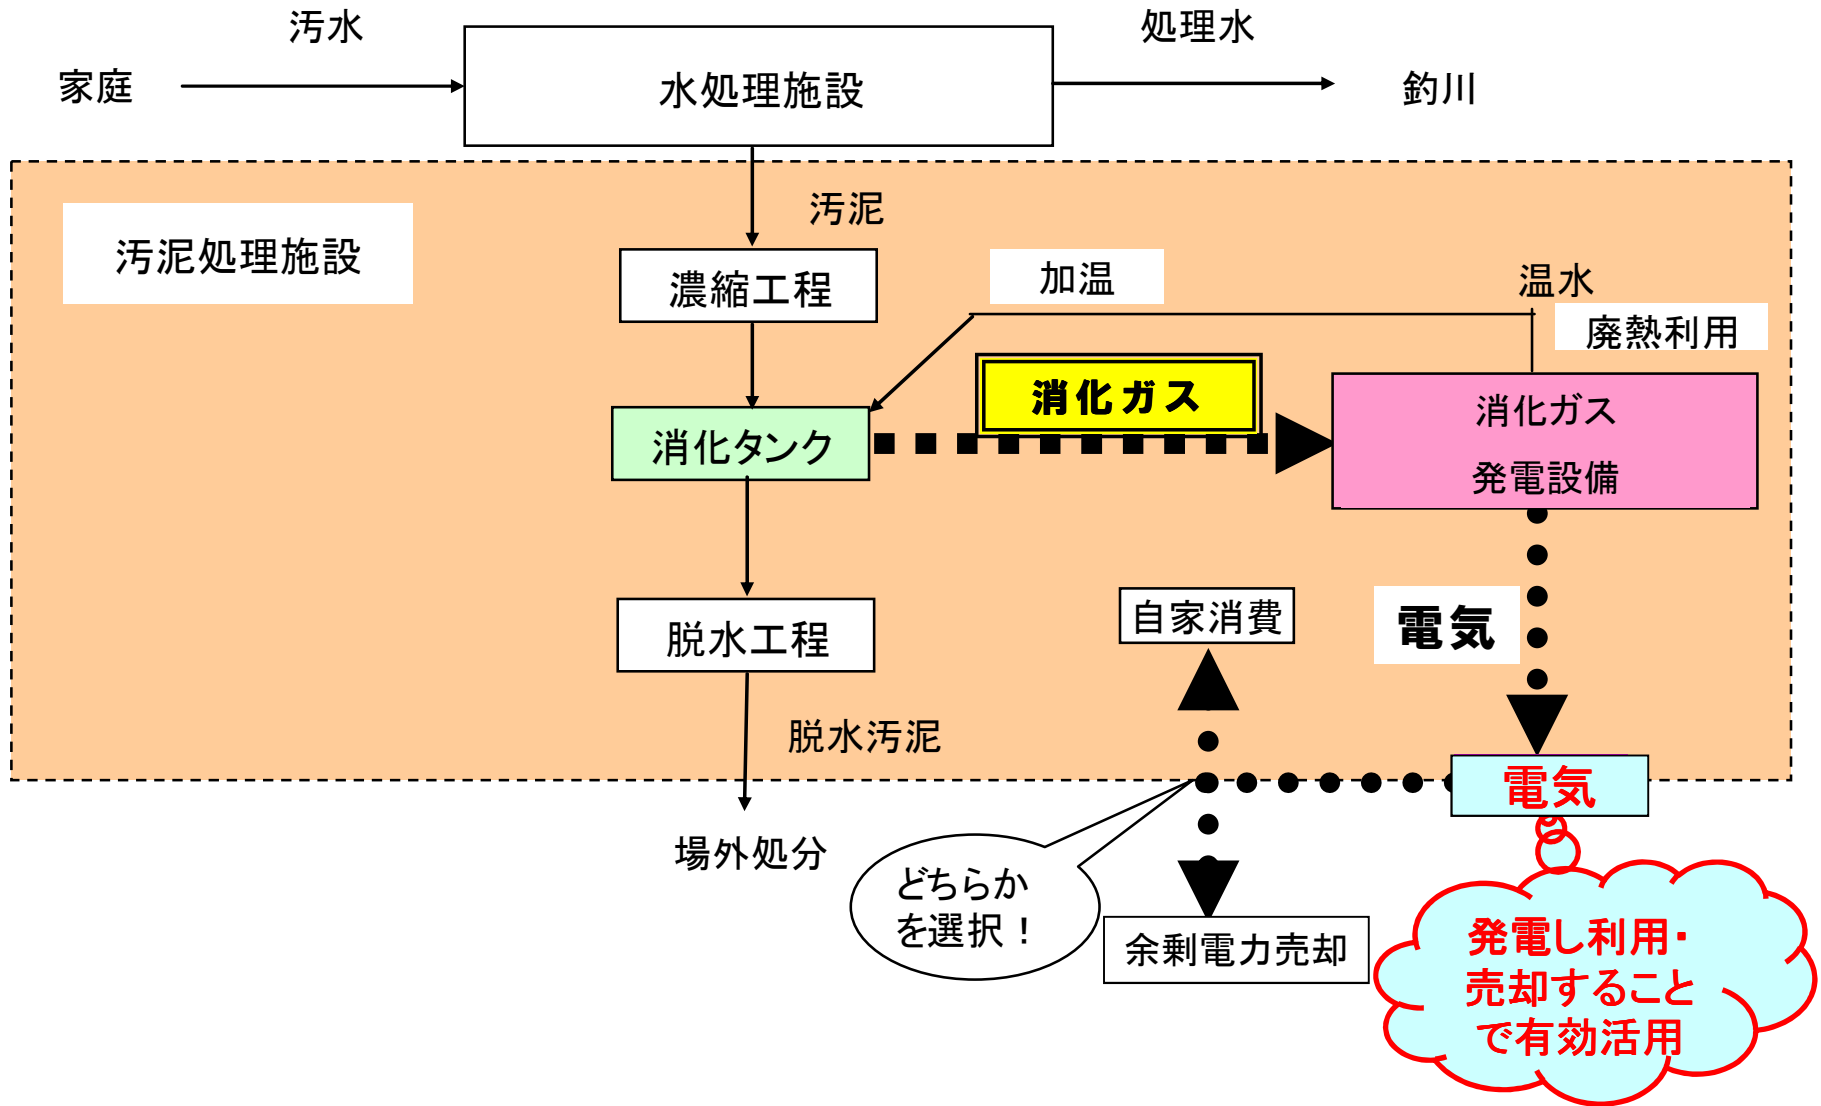 汚水
処理水
家庭
水処理施設
釣川
汚泥
汚泥処理施設
濃縮工程
加温
温水
廃熱利用
消化ガス
消化ガス
発電設備
消化タンク
自家消費
電気
脱水工程
脱水汚泥
電気
場外処分
どちらか
を選択！
余剰電力売却
発電し利用・
売却すること
で有効活用